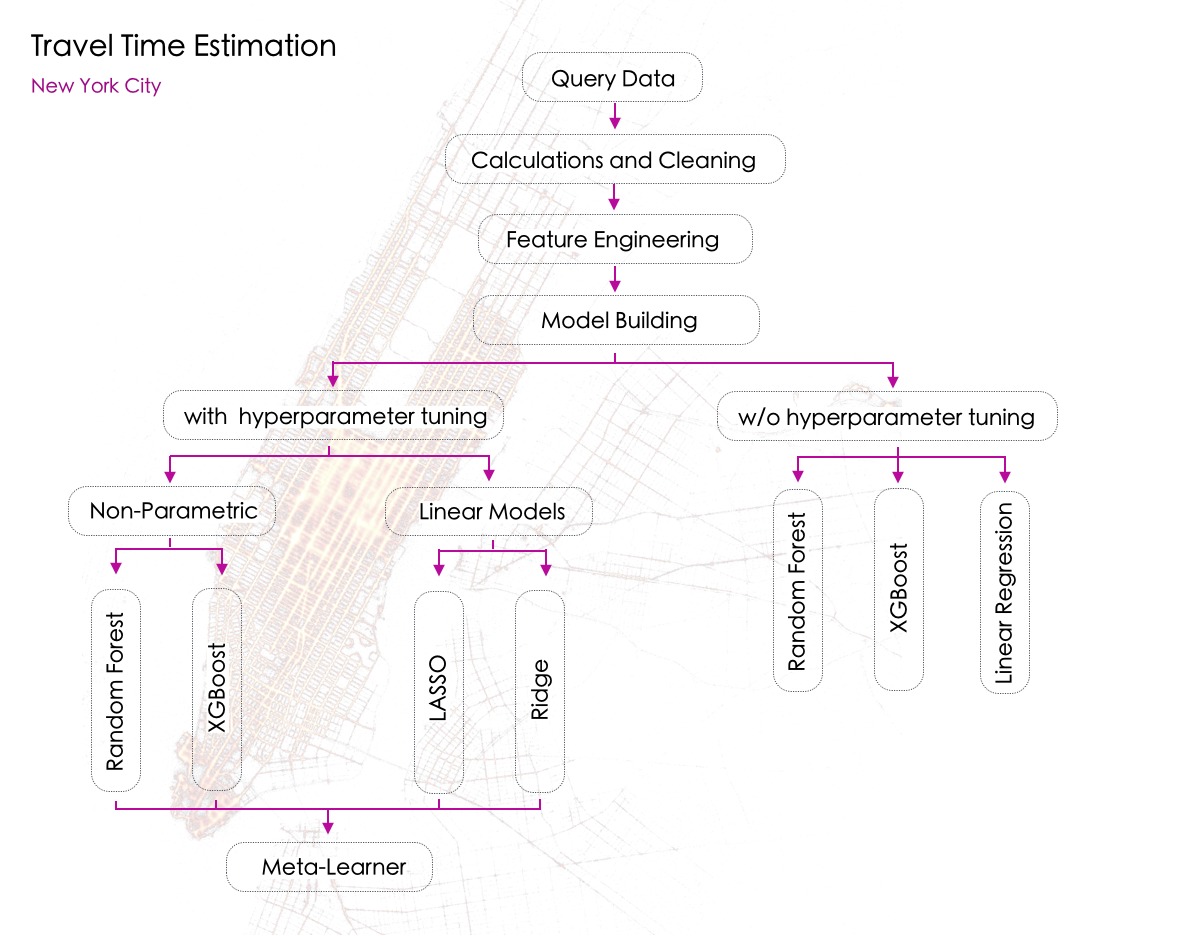 Travel Time Estimation
New York City
Query Data
Calculations and Cleaning
Feature Engineering
Model Building
with hyperparameter tuning
w/o hyperparameter tuning
Non-Parametric
Linear Models
Random Forest
XGBoost
LASSO
Ridge
Random Forest
XGBoost
Linear Regression
Meta-Learner